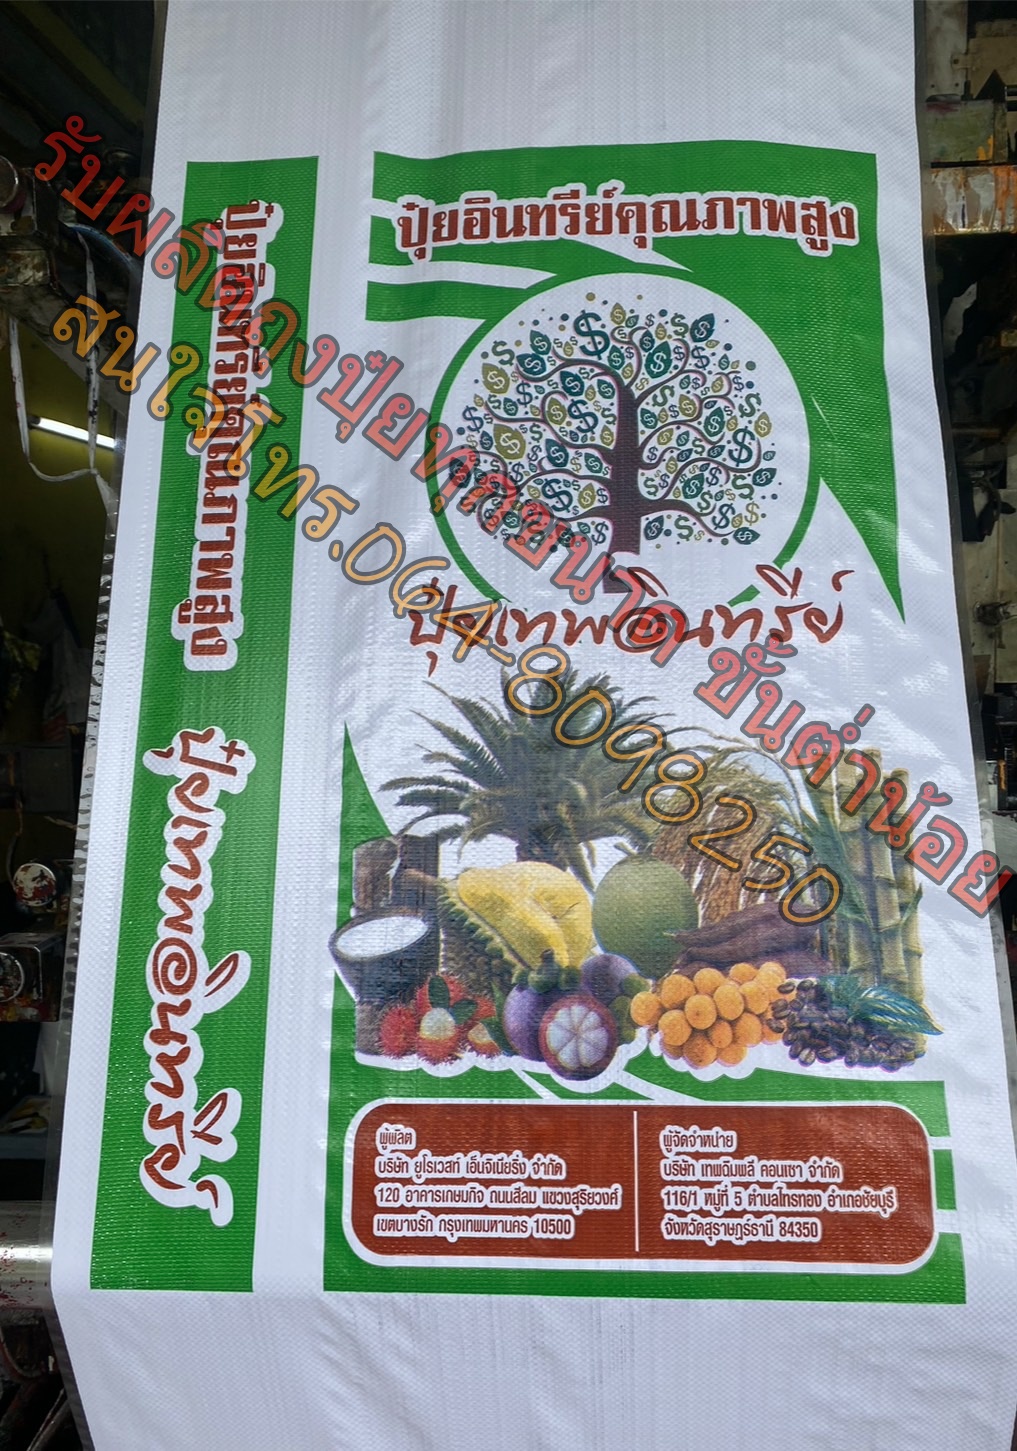 ปุ๋ยอินทรีย์คุณภาพสูง
ปุ๋ยเทพอินทรีย์
ปุ๋ยอินทรีย์คุณภาพสูง
ปุ๋ยเทพอินทรีย์
ผู้ผลิต
บริษัท ยูโรเวสท์ เอ็นจิเนียริ่ง จำกัด
120 อาคารเกษมกิจ ถนนสีลม แขวงสุริยวงศ์
เขตบางรัก กรุงเทพมหานคร 10500
ผู้จัดจำหน่าย
บริษัท เทพฉิมพลี คอนเซา จำกัด
116/1 หมู่ที่ 5 ตำบลไทรทอง อำเภอชัยบุรี
จังหวัดสุราษฎร์ธานี 84350
รับผลิตถุงปุ๋ยทุกขนาด ขั้นต่ำน้อย
สนใจโทร.064-8098250